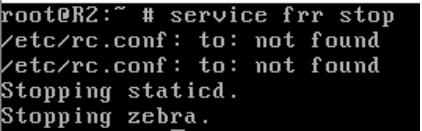 root@R2:~ # service frr stop
/etc/rc.conf: to: not found
/etc/rc.conf: to: not found
Stopping staticd.
Stopping zebra.